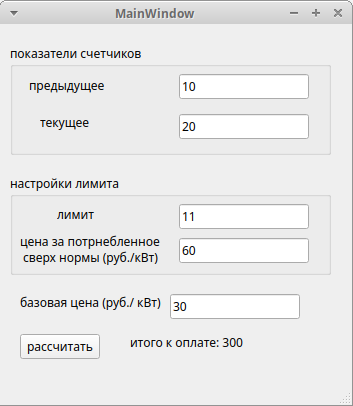 MainWindow
показатели счетчиков
предыдущее 10
текущее 20
настройки лимита
лимит 11
цена за потрнебленное
сверх нормы (руб./кВт) 60
базовая цена (руб./ кВт) 30
рассчитать итого к оплате: 300